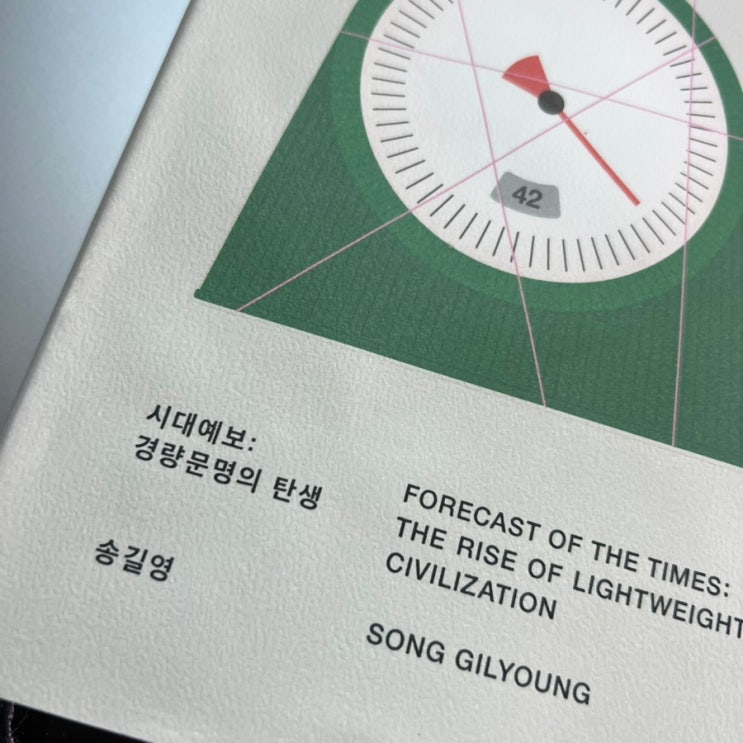 42
시대예보:
경량문명의 탄생
송길영
FORECAST OF THE TIMES:
THE RISE OF LIGHTWEIGHT
CIVILIZATION
SONG GILYOUNG